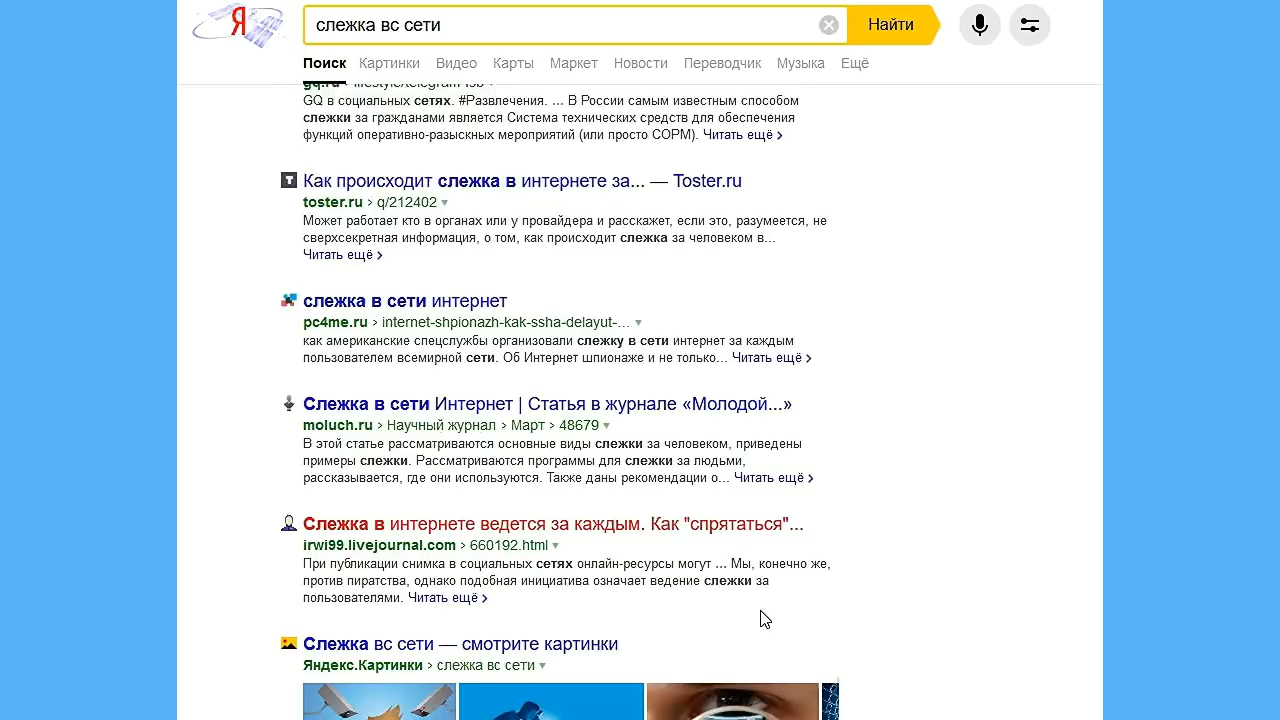 Я
слежка вс сети
Найти
Поиск Картинки Видео Карты Маркет Новости Переводчик Музыка Ещё
GQ в социальных сетях. #Развлечения. ... В России самым известным способом
слежки за гражданами является Система технических средств для обеспечения
функций оперативно-разыскных мероприятий (или просто СОРМ). Читать ещё >
Как происходит слежка в интернете за... — Toster.ru
toster.ru › q/212402
Может работает кто в органах или у провайдера и расскажет, если это, разумеется, не
сверхсекретная информация, о том, как происходит слежка за человеком в...
Читать ещё >
слежка в сети интернет
pc4me.ru › internet-shpionazh-kak-ssha-delayut-...
как американские спецслужбы организовали слежку в сети интернет за каждым
пользователем всемирной сети. Об Интернет шпионаже и не только... Читать ещё >
Слежка в сети Интернет | Статья в журнале «Молодой...»
moluch.ru › Научный журнал › Март › 48679
В этой статье рассматриваются основные виды слежки за человеком, приведены
примеры слежки. Рассматриваются программы для слежки за людьми,
рассказывается, где они используются. Также даны рекомендации о... Читать ещё >
Слежка в интернете ведется за каждым. Как "спрятаться"...
irwi99.livejournal.com › 660192.html
При публикации снимка в социальных сетях онлайн-ресурсы могут ... Мы, конечно же,
против пиратства, однако подобная инициатива означает ведение слежки за
пользователями. Читать ещё >
Слежка вс сети — смотрите картинки
Яндекс.Картинки › слежка вс сети